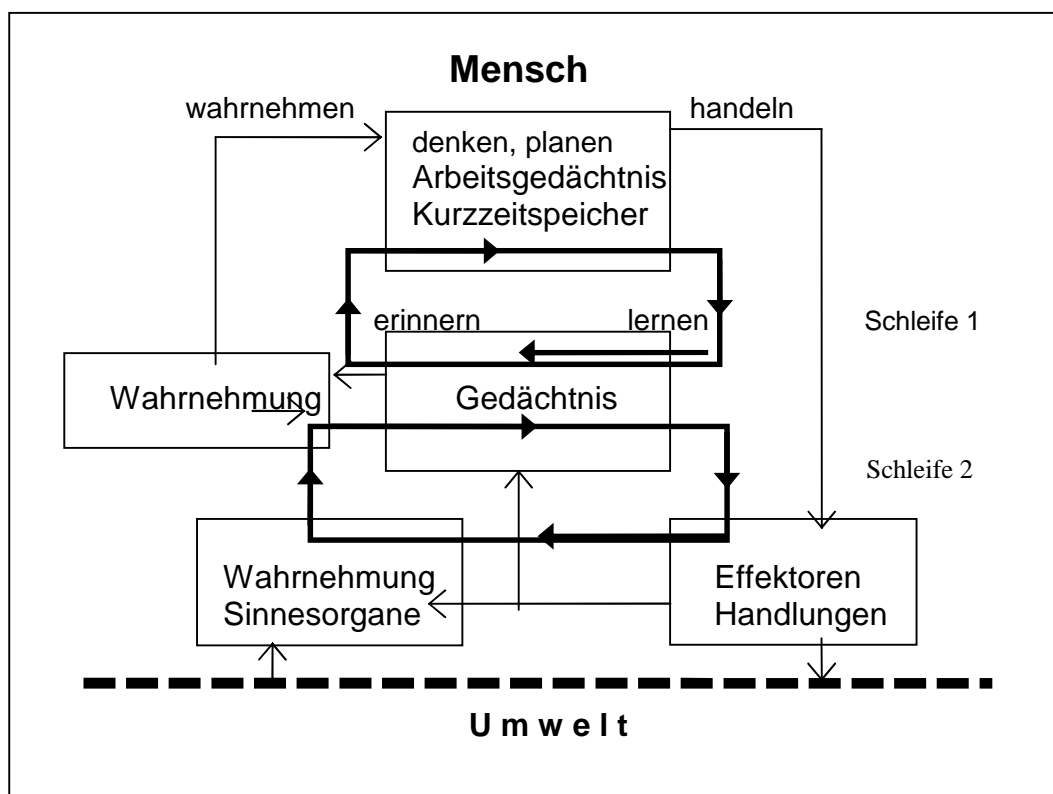 Mensch
wahrnehmen
handeln
denken, planen
Arbeitsgedächtnis
Kurzzeitspeicher
erinnern
lernen
Schleife 1
Wahrnehmung
Gedächtnis
Schleife 2
Wahrnehmung
Sinnesorgane
Effektoren
Handlungen
U m w e l t